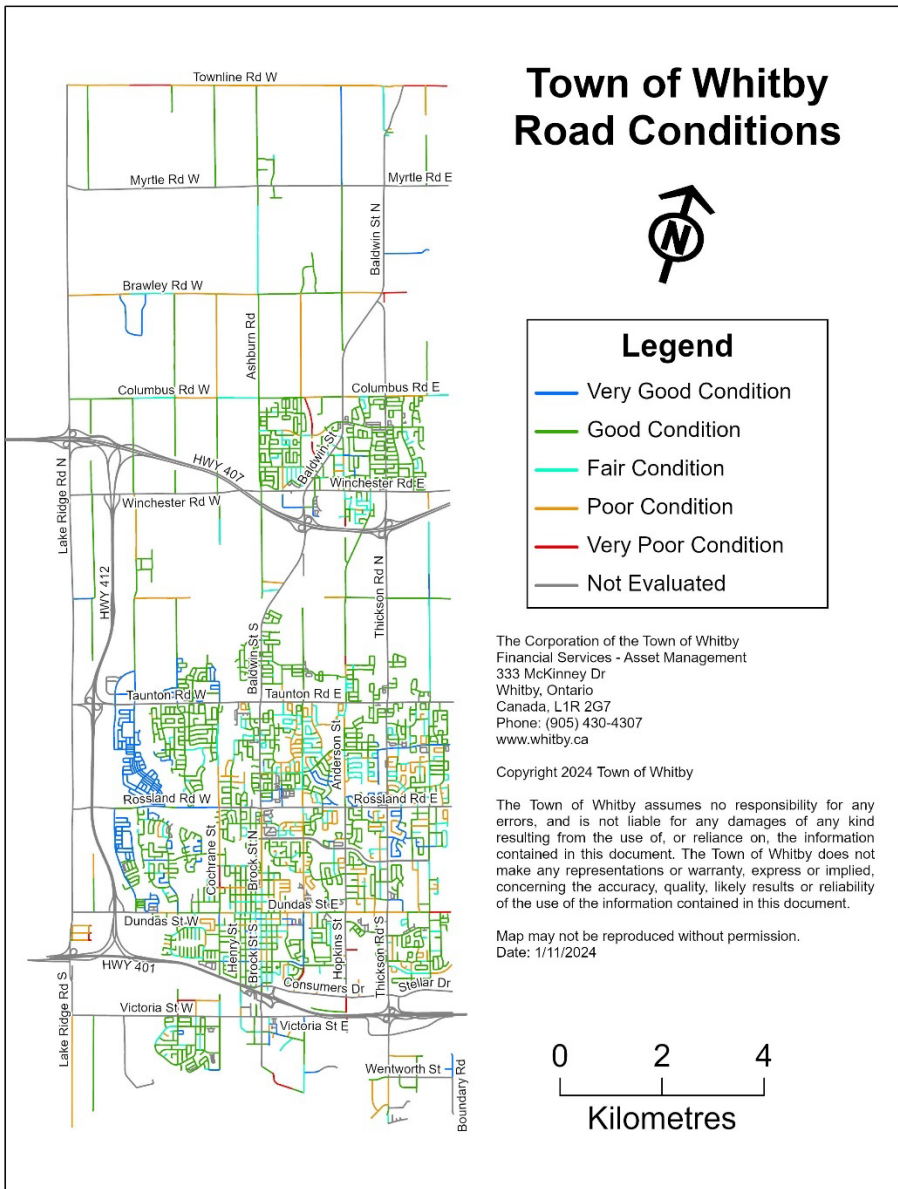 Town of Whitby
Road Conditions
N
Legend
Very Good Condition
Good Condition
Fair Condition
Poor Condition
Very Poor Condition
Not Evaluated
The Corporation of the Town of Whitby
Financial Services - Asset Management
333 McKinney Dr
Whitby, Ontario
Canada, L1R 2G7
Phone: (905) 430-4307
www.whitby.ca
Copyright 2024 Town of Whitby
The Town of Whitby assumes no responsibility for any
errors, and is not liable for any damages of any kind
resulting from the use of, or reliance on, the information
contained in this document. The Town of Whitby does not
make any representations or warranty, express or implied,
concerning the accuracy, quality, likely results or reliability
of the use of the information contained in this document.
Map may not be reproduced without permission.
Date: 1/11/2024
0 2 4
Kilometres
Townline Rd W
Myrtle Rd W
Myrtle Rd E
Baldwin St N
Brawley Rd W
Ashburn Rd
Columbus Rd W
Columbus Rd E
Baldwin St
HWY 407
Lake Ridge Rd N
Winchester Rd W
Winchester Rd E
HWY 412
Thickson Rd N
Baldwin St S
Taunton Rd W
Taunton Rd E
Anderson St
Rossland Rd W
Rossland Rd E
Cochrane St
Brock St N
Dundas St E
Dundas St W
Henry St
Brock St S
Hopkins St
Thickson Rd S
HWY 401
Consumers Dr
Stellar Dr
Lake Ridge Rd S
Victoria St W
Victoria St E
Wentworth St
Boundary Rd